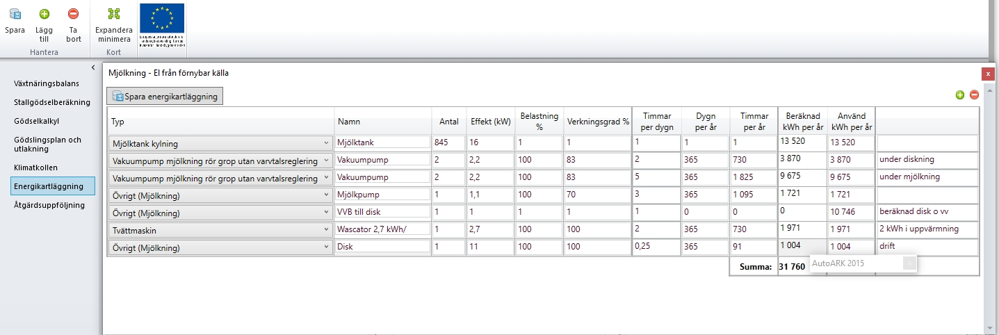 Spara
Lägg till
Ta bort
Expandera minimera
Hantera
Kort
Växtnäringsbalans
Stallgödselberäkning
Gödselkalkyl
Gödslingsplan och utlakning
Klimatkollen
Energikartläggning
Åtgärdsuppföljning
Mjölkning - El från förnybar källa
x
Spara energikartläggning
Typ Namn Antal Effekt (kW) Belastning % Verkningsgrad % Timmar per dygn Dygn per år Timmar per år Beräknad kWh per år Använd kWh per år
Mjölktank kylning Mjölktank 845 16 1 1 1 1 1 13 520 13 520
Vakuumpump mjölkning rör grop utan varvtalsreglering Vakuumpump 2 2,2 100 83 2 365 730 3 870 3 870 under diskning
Vakuumpump mjölkning rör grop utan varvtalsreglering Vakuumpump 2 2,2 100 83 5 365 1 825 9 675 9 675 under mjölkning
Övrigt (Mjölkning) Mjölkpump 1 1,1 100 70 3 365 1 095 1 721 1 721
Övrigt (Mjölkning) VVB till disk 1 1 1 1 1 0 0 0 10 746 beräknad disk o vv
Tvättmaskin Wascator 2,7 kWh/ 1 2,7 100 100 2 365 730 1 971 1 971 2 kWh i uppvärmning
Övrigt (Mjölkning) Disk 1 11 100 100 0,25 365 91 1 004 1 004 drift
Summa: 31 760
AutoARK 2015